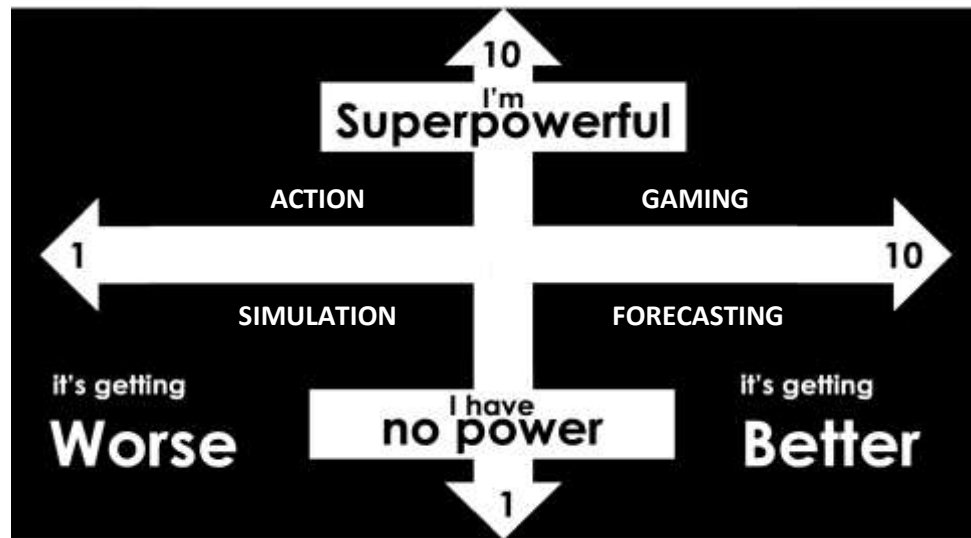 10
I'm
Superpowerful
ACTION GAMING
1 10
SIMULATION FORECASTING
it's getting
Worse
I have
no power
it's getting
Better
1